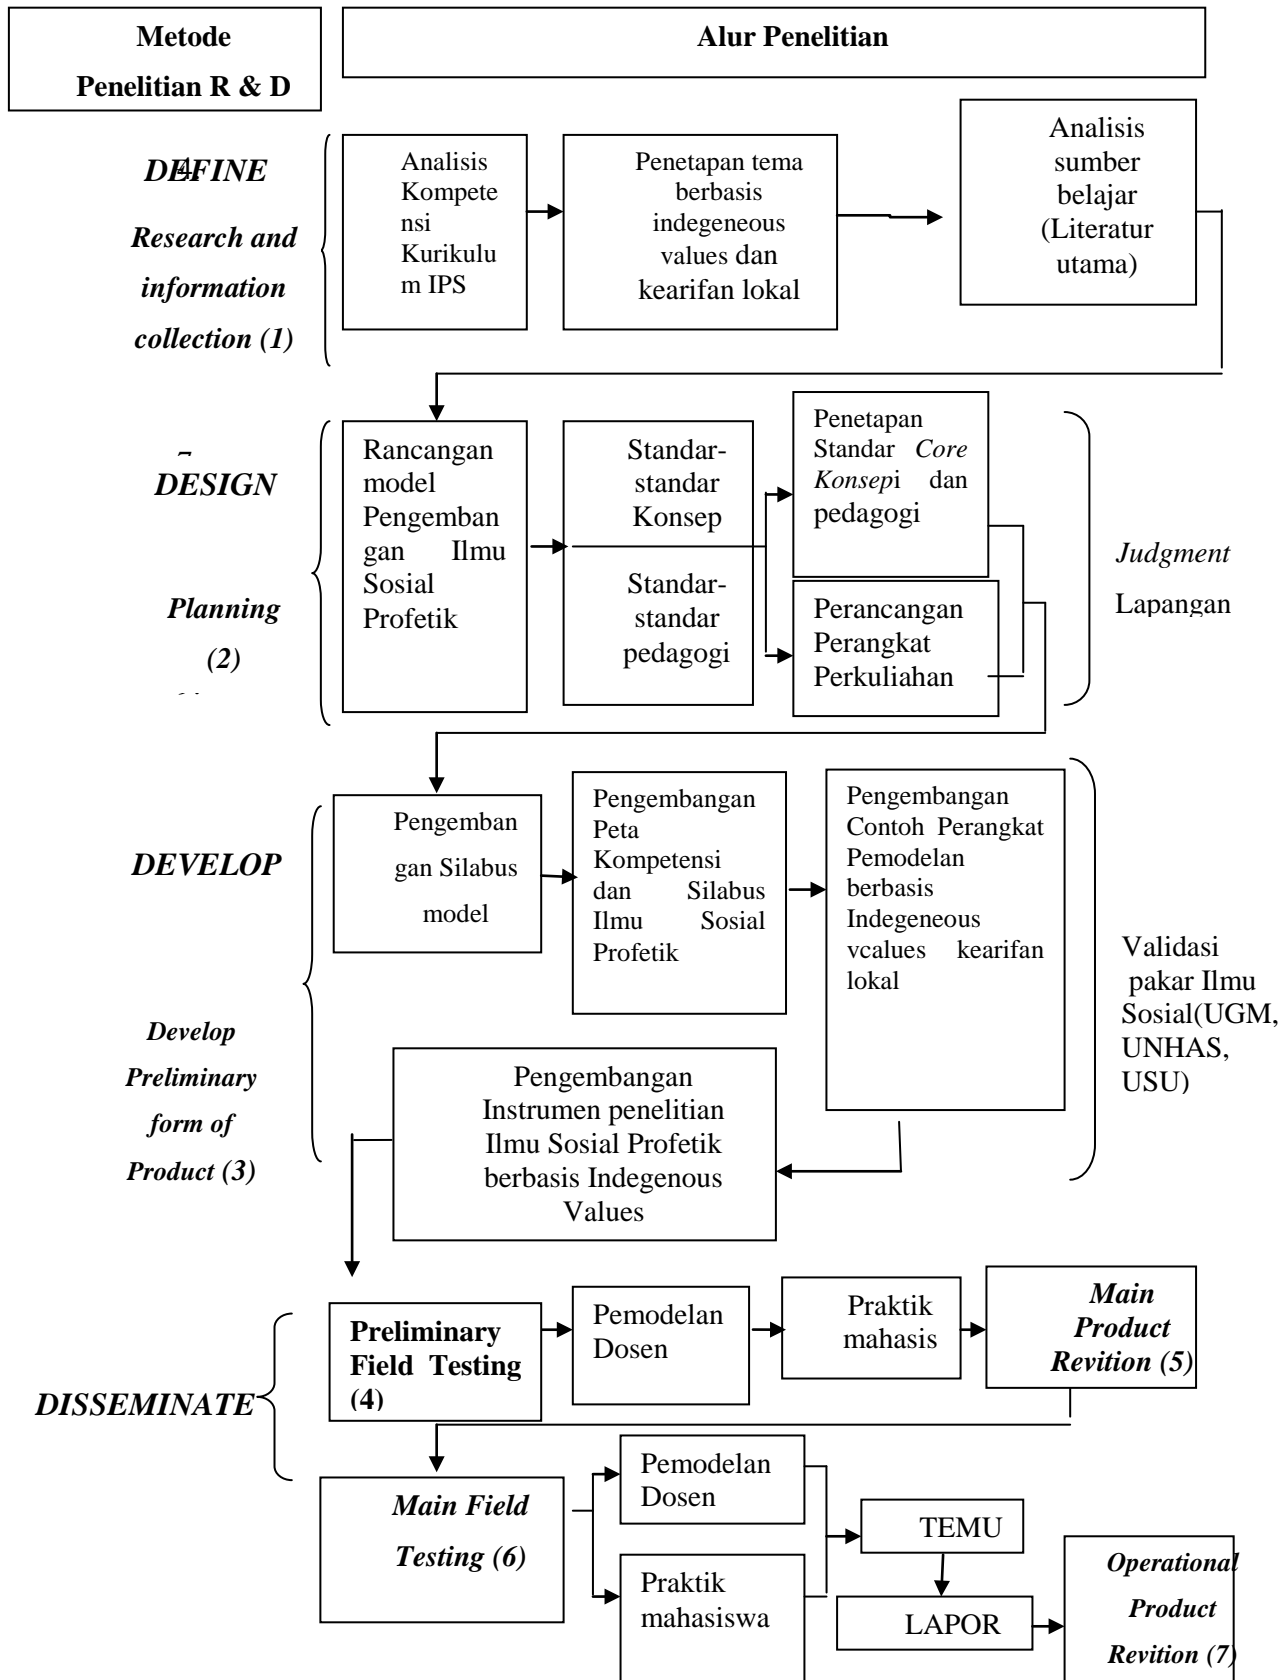 Metode
Penelitian R & D
Alur Penelitian
DEFINE
Research and
information
collection (1)
Analisis
Kompete
nsi
Kurikulu
m IPS
Penetapan tema
berbasis
indegeneous
values dan
kearifan lokal
Analisis
sumber
belajar
(Literatur
utama)
DESIGN
Planning
(2)
Rancangan
model
Pengemban
gan Ilmu
Sosial
Profetik
Standar-
standar
Konsep
Standar-
standar
pedagogi
Penetapan
Standar Core
Konsepi dan
pedagogi
Perancangan
Perangkat
Perkuliahan
Judgment
Lapangan
DEVELOP
Develop
Preliminary
form of
Product (3)
Pengemban
gan Silabus
model
Pengembangan
Peta
Kompetensi
dan Silabus
Ilmu Sosial
Profetik
Pengembangan
Contoh Perangkat
Pemodelan
berbasis
Indegeneous
vcalues kearifan
lokal
Pengembangan
Instrumen penelitian
Ilmu Sosial Profetik
berbasis Indegenous
Values
Validasi
pakar Ilmu
Sosial(UGM,
UNHAS,
USU)
DISSEMINATE
Preliminary
Field Testing
(4)
Pemodelan
Dosen
Praktik
mahasis
Main
Product
Revition (5)
Main Field
Testing (6)
Pemodelan
Dosen
Praktik
mahasiswa
TEMU
LAPOR
Operational
Product
Revition (7)